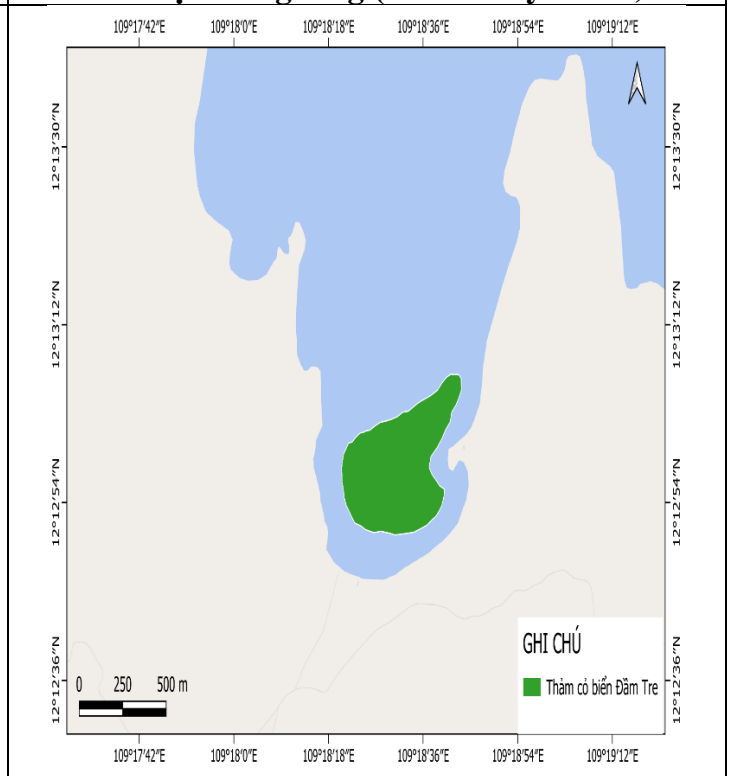 109°17′42″E 109°18′0″E 109°18′18″E 109°18′36″E 109°18′54″E 109°19′12″E
12°13′30″N 12°13′30″N
12°13′12″N 12°13′12″N
12°12′54″N 12°12′54″N
12°12′36″N 12°12′36″N
GHI CHÚ
Thảm cỏ biển Đầm Tre
0 250 500 m
109°17′42″E 109°18′0″E 109°18′18″E 109°18′36″E 109°18′54″E 109°19′12″E